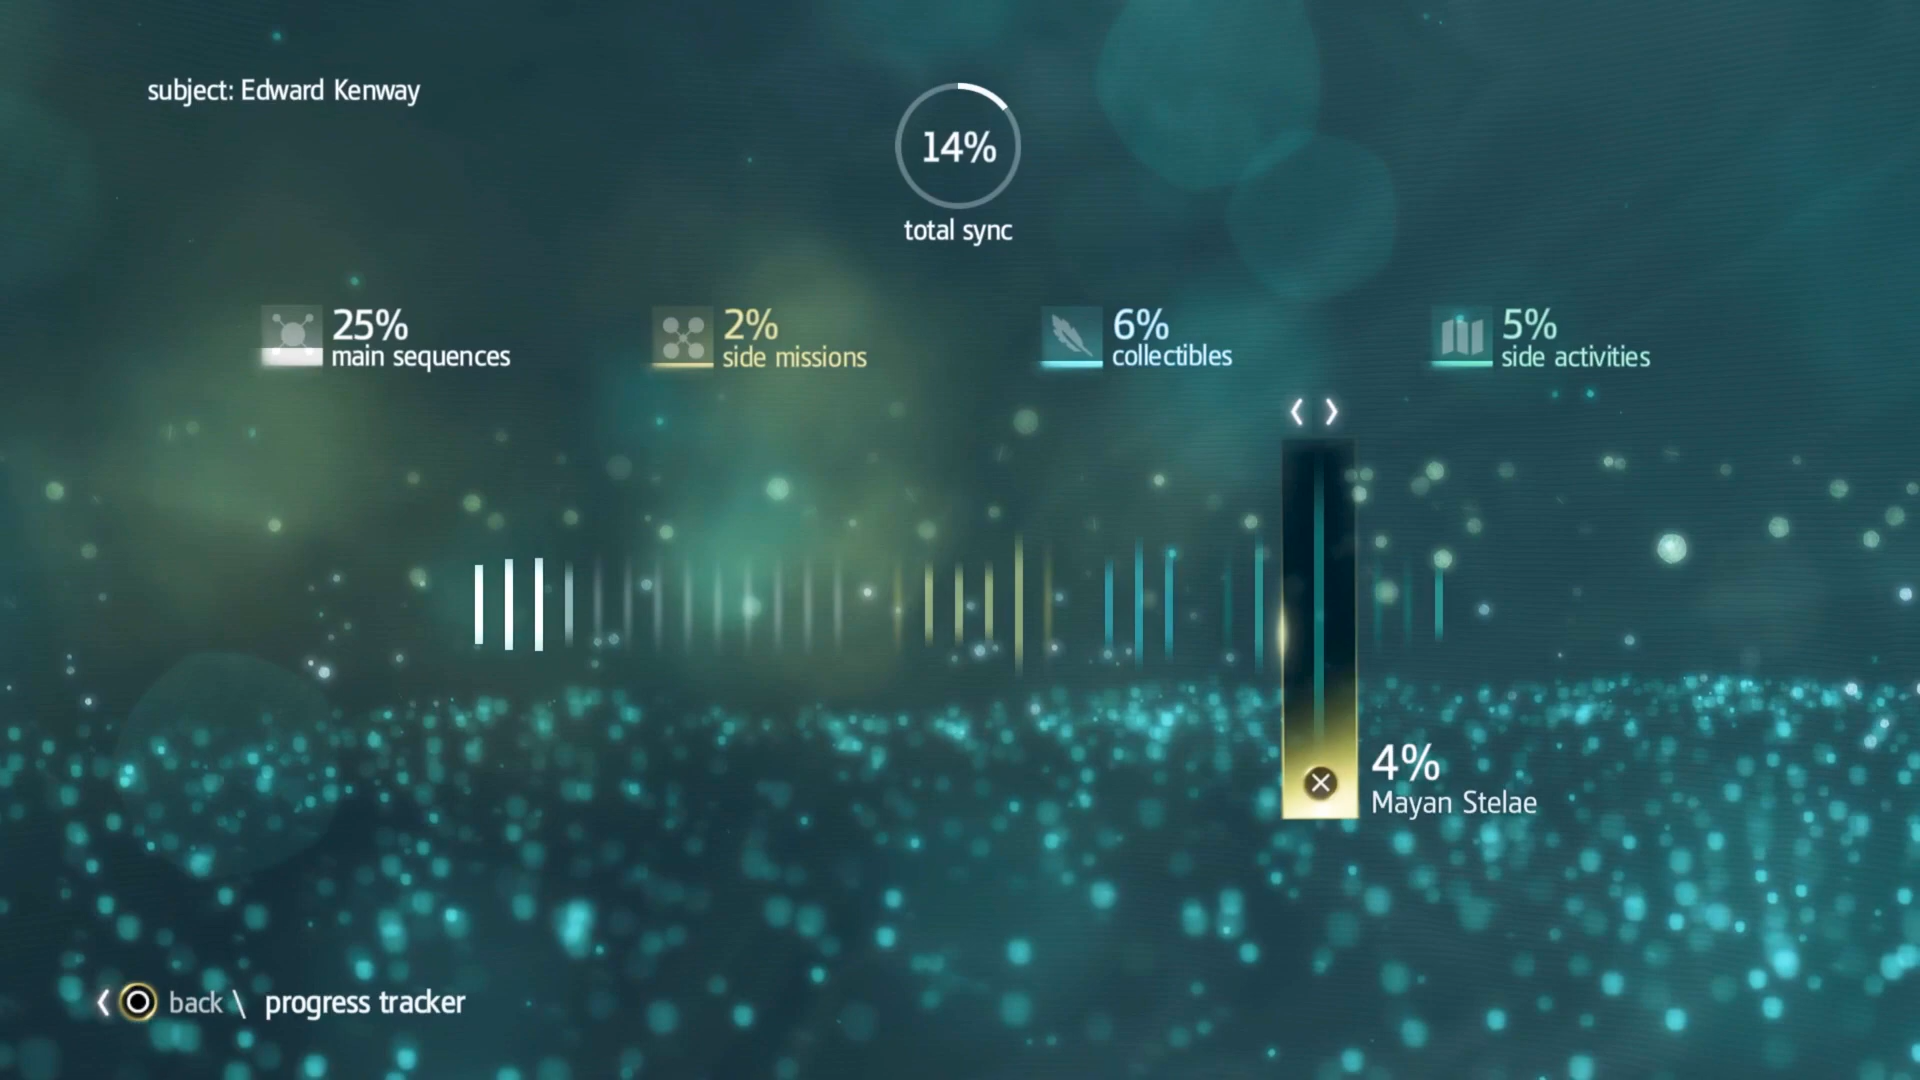 subject: Edward Kenway
14%
total sync
25%
main sequences
2%
side missions
6%
collectibles
5%
side activities
4%
Mayan Stelae
back \ progress tracker